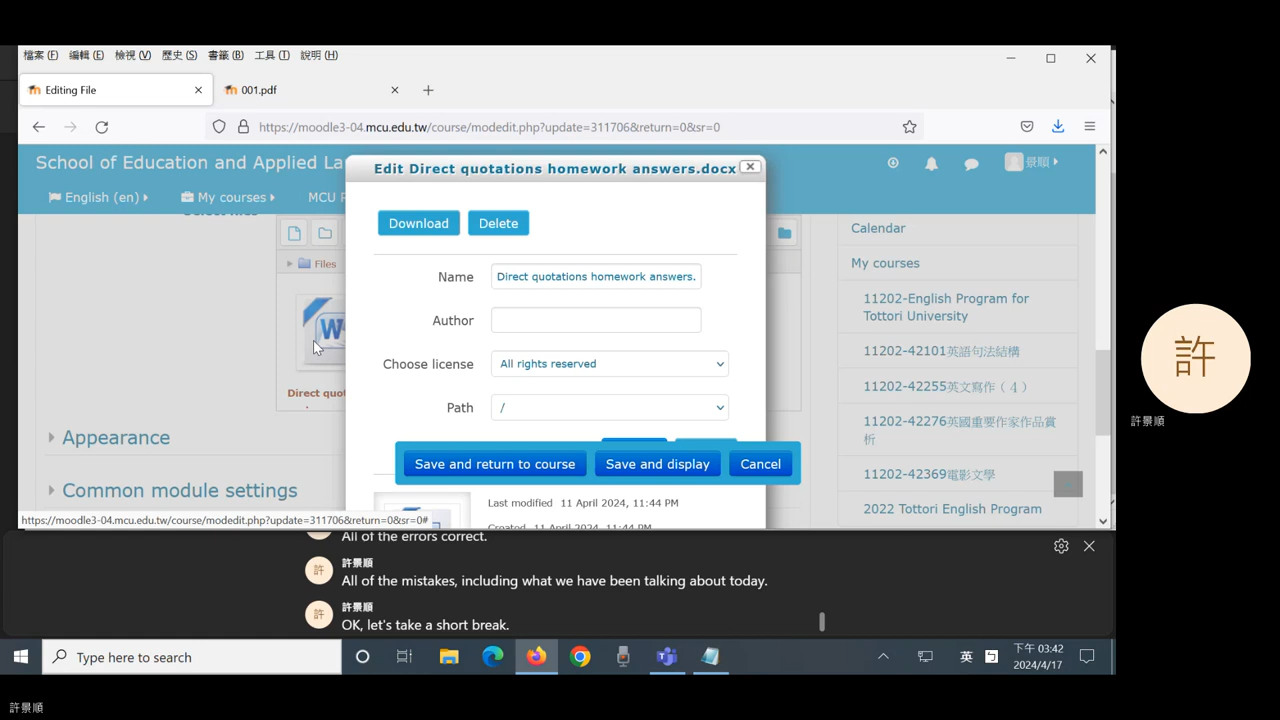 檔案 (F) 編輯 (E) 檢視 (V) 歷史 (S) 書籤 (B) 工具 (T) 說明 (H)
Editing File
001.pdf
https://moodle3-04.mcu.edu.tw/course/modedit.php?update=311706&return=0&sr=0
School of Education and Applied La
景順
English (en)
My courses
MCU
Edit Direct quotations homework answers.docx
Download
Delete
Files
Name
Direct quotations homework answers.
Author
Choose license
All rights reserved
Path
/
Direct quot
Save and return to course
Save and display
Cancel
Appearance
Common module settings
Last modified 11 April 2024, 11:44 PM
Created 11 April 2024, 11:44 PM
Calendar
My courses
11202-English Program for
Tottori University
11202-42101英語句法結構
11202-42255英文寫作（4）
11202-42276英國重要作家作品賞
析
11202-42369電影文學
2022 Tottori English Program
https://moodle3-04.mcu.edu.tw/course/modedit.php?update=311706&return=0&sr=0#
All of the errors correct.
許景順
All of the mistakes, including what we have been talking about today.
許景順
OK, let's take a short break.
許
許
許
許景順
Type here to search
英
下午 03:42
2024/4/17
許景順